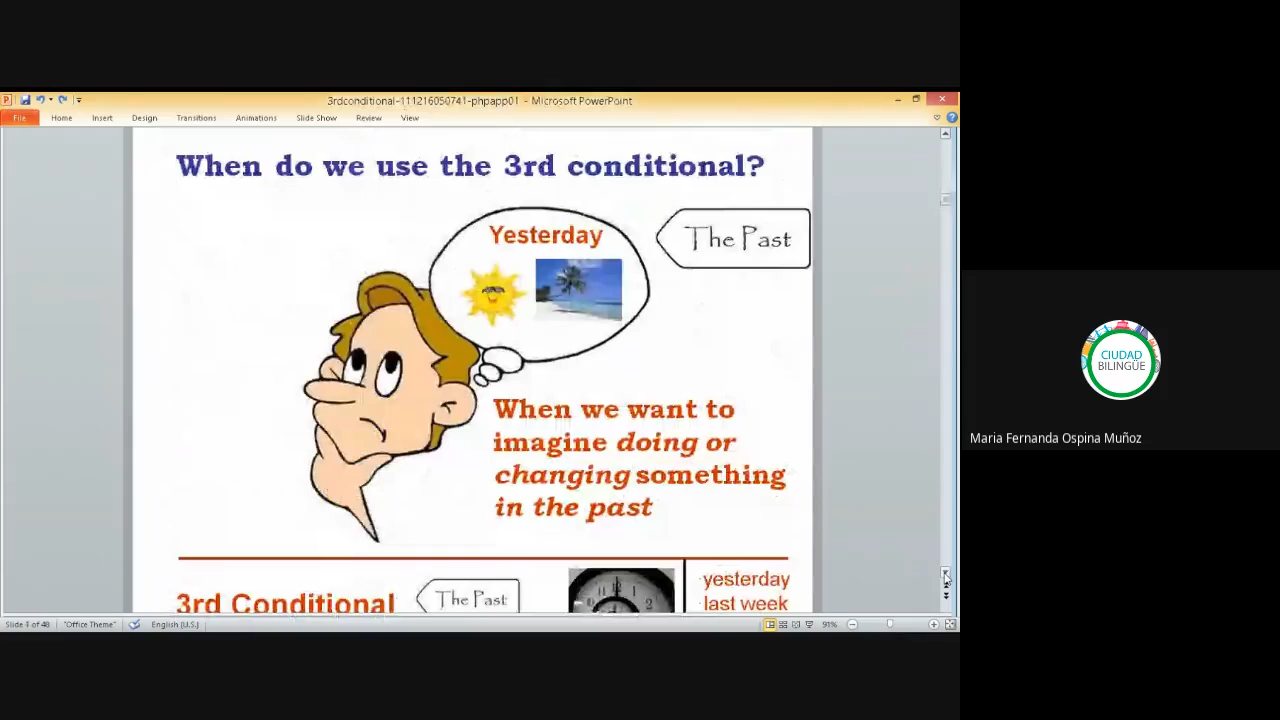 3rdconditional-111216050741-phpapp01 - Microsoft PowerPoint
File Home Insert Design Transitions Animations Slide Show Review View
When do we use the 3rd conditional?
Yesterday
The Past
When we want to
imagine doing or
changing something
in the past
3rd Conditional
The Past
yesterday
last week
Slide 4 of 48 "Office Theme" English (U.S.) 91%
CIUDAD
BILINGÜE
Maria Fernanda Ospina Muñoz